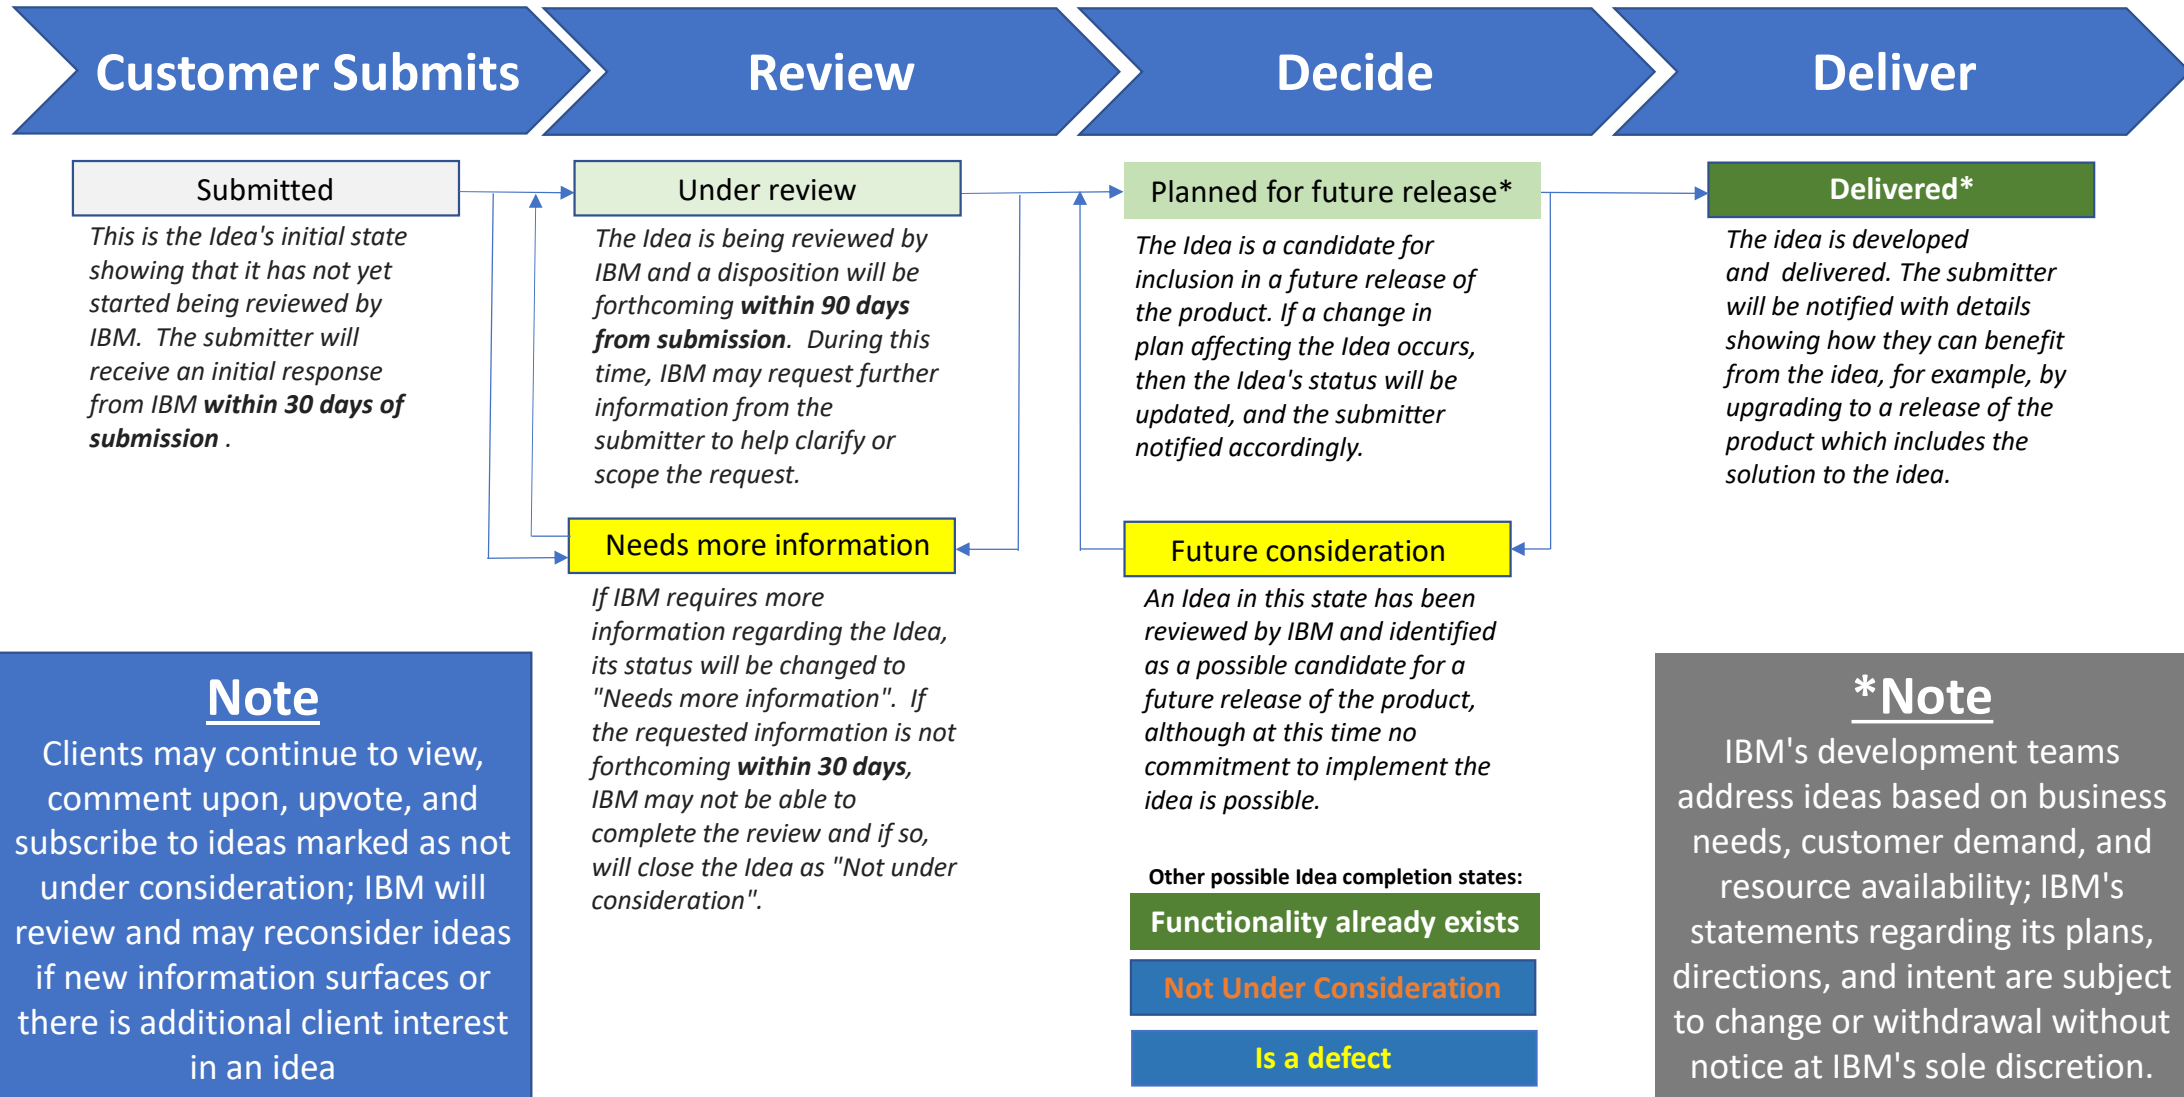 Customer Submits
Review
Decide
Deliver
Submitted
This is the Idea's initial state
showing that it has not yet
started being reviewed by
IBM.  The submitter will
receive an initial response
from IBM within 30 days of
submission .
Under review
The Idea is being reviewed by
IBM and a disposition will be
forthcoming within 90 days
from submission.  During this
time, IBM may request further
information from the
submitter to help clarify or
scope the request.
Needs more information
If IBM requires more
information regarding the Idea,
its status will be changed to
"Needs more information".  If
the requested information is not
forthcoming within 30 days,
IBM may not be able to
complete the review and if so,
will close the Idea as "Not under
consideration".
Planned for future release*
The Idea is a candidate for
inclusion in a future release of
the product. If a change in
plan affecting the Idea occurs,
then the Idea's status will be
updated, and the submitter
notified accordingly.
Future consideration
An Idea in this state has been
reviewed by IBM and identified
as a possible candidate for a
future release of the product,
although at this time no
commitment to implement the
idea is possible.
Other possible Idea completion states:
Functionality already exists
Not Under Consideration
Is a defect
Delivered*
The idea is developed
and  delivered. The submitter
will be notified with details
showing how they can benefit
from the idea, for example, by
upgrading to a release of the
product which includes the
solution to the idea.
Note
Clients may continue to view,
comment upon, upvote, and
subscribe to ideas marked as not
under consideration; IBM will
review and may reconsider ideas
if new information surfaces or
there is additional client interest
in an idea
*Note
IBM's development teams
address ideas based on business
needs, customer demand, and
resource availability; IBM's
statements regarding its plans,
directions, and intent are subject
to change or withdrawal without
notice at IBM's sole discretion.